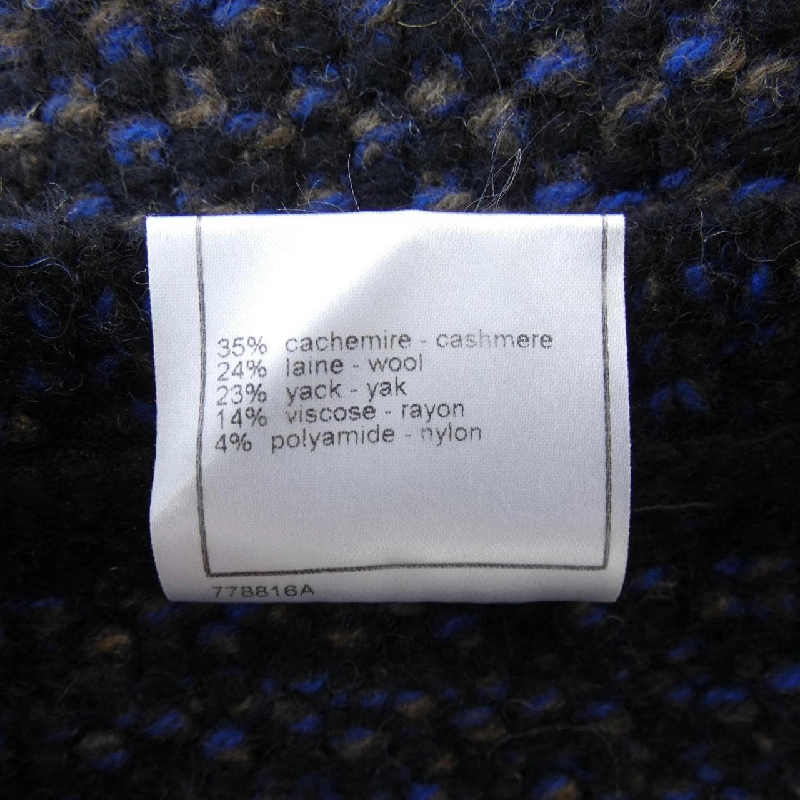 35% cachemire - cashmere
24% laine - wool
23% yack - yak
14% viscose - rayon
4% polyamide - nylon
778816A